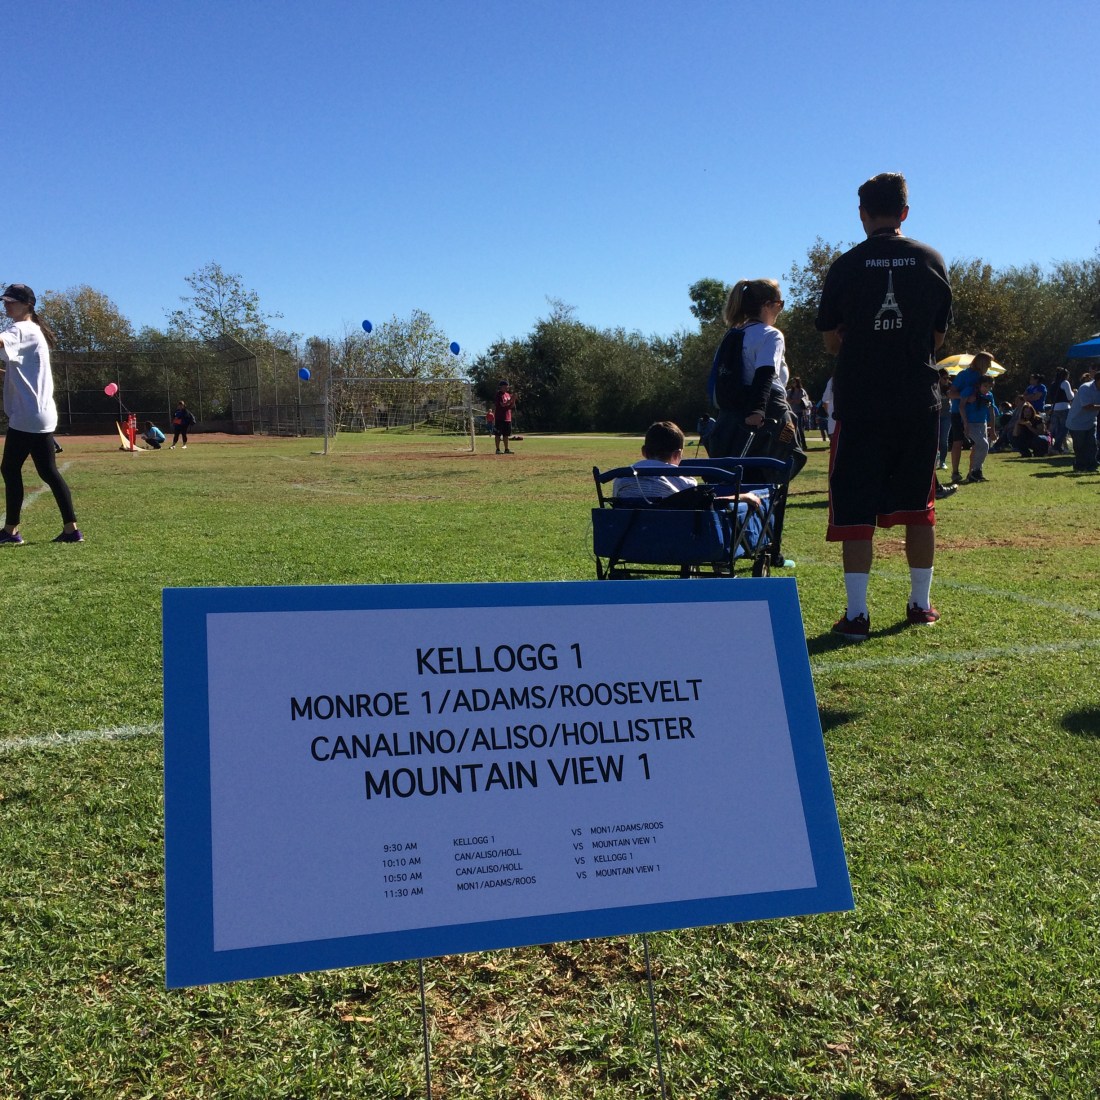 PARIS BOYS
2015
KELLOGG 1
MONROE 1/ADAMS/ROOSEVELT
CANALINO/ALISO/HOLLISTER
MOUNTAIN VIEW 1
9:30 AM KELLOGG 1 VS MON1/ADAMS/ROOS
10:10 AM CAN/ALISO/HOLL VS MOUNTAIN VIEW 1
10:50 AM CAN/ALISO/HOLL VS KELLOGG 1
11:30 AM MON1/ADAMS/ROOS VS MOUNTAIN VIEW 1